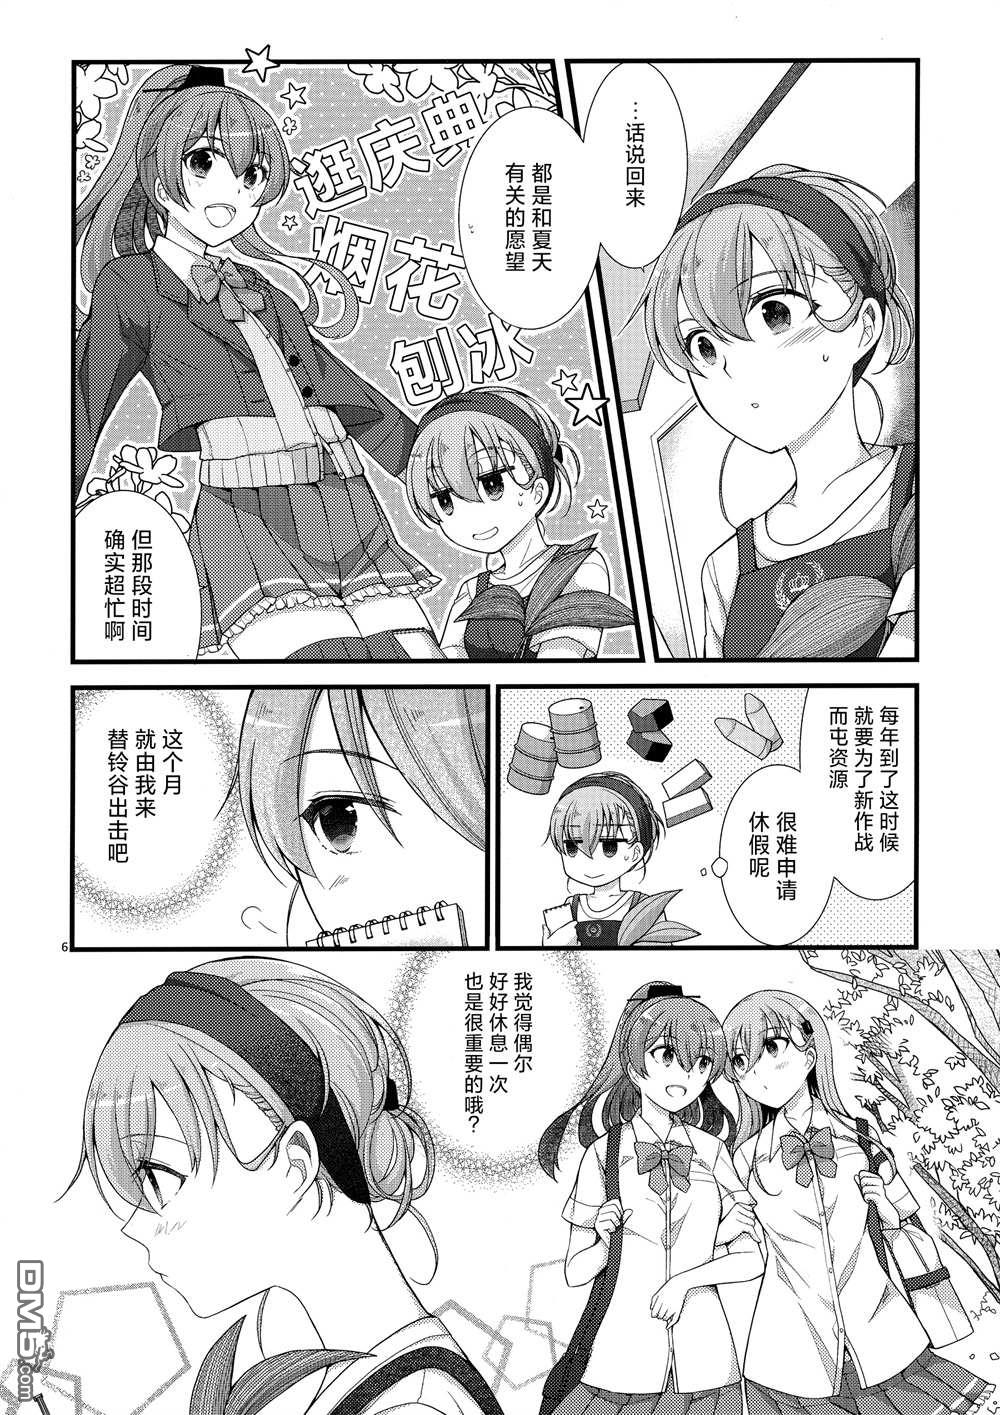 …话说回来
都是和夏天
有关的愿望
逛庆典
烟花
刨冰
但那段时间
确实超忙啊
每年到了这时候
就要为了新作战
而屯资源
很难申请
休假呢
这个月
就由我来
替铃谷出击吧
6
我觉得偶尔
好好休息一次
也是很重要的哦？
DM5.com